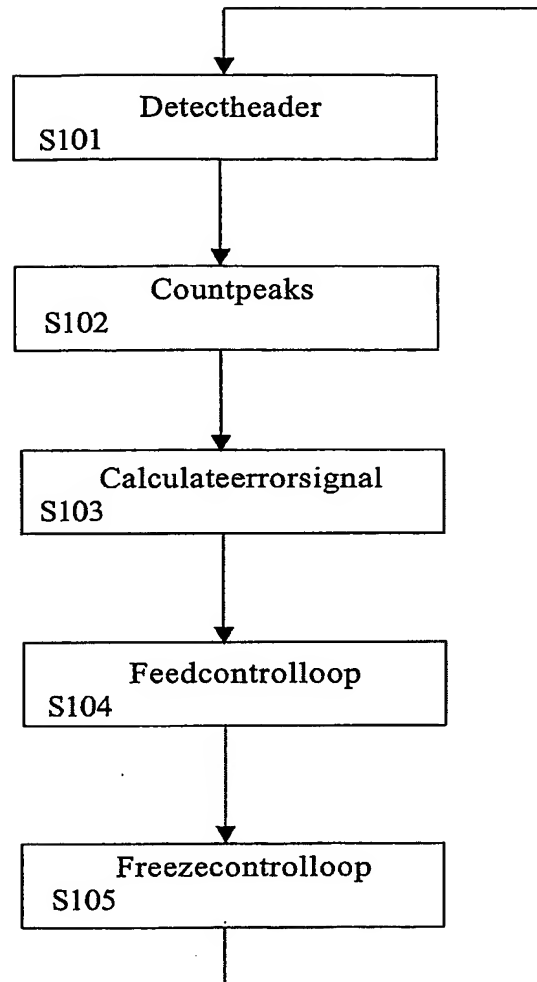 Detectheader
S101
Countpeaks
S102
Calculateerrorsignal
S103
Feedcontrolloop
S104
Freezecontrolloop
S105